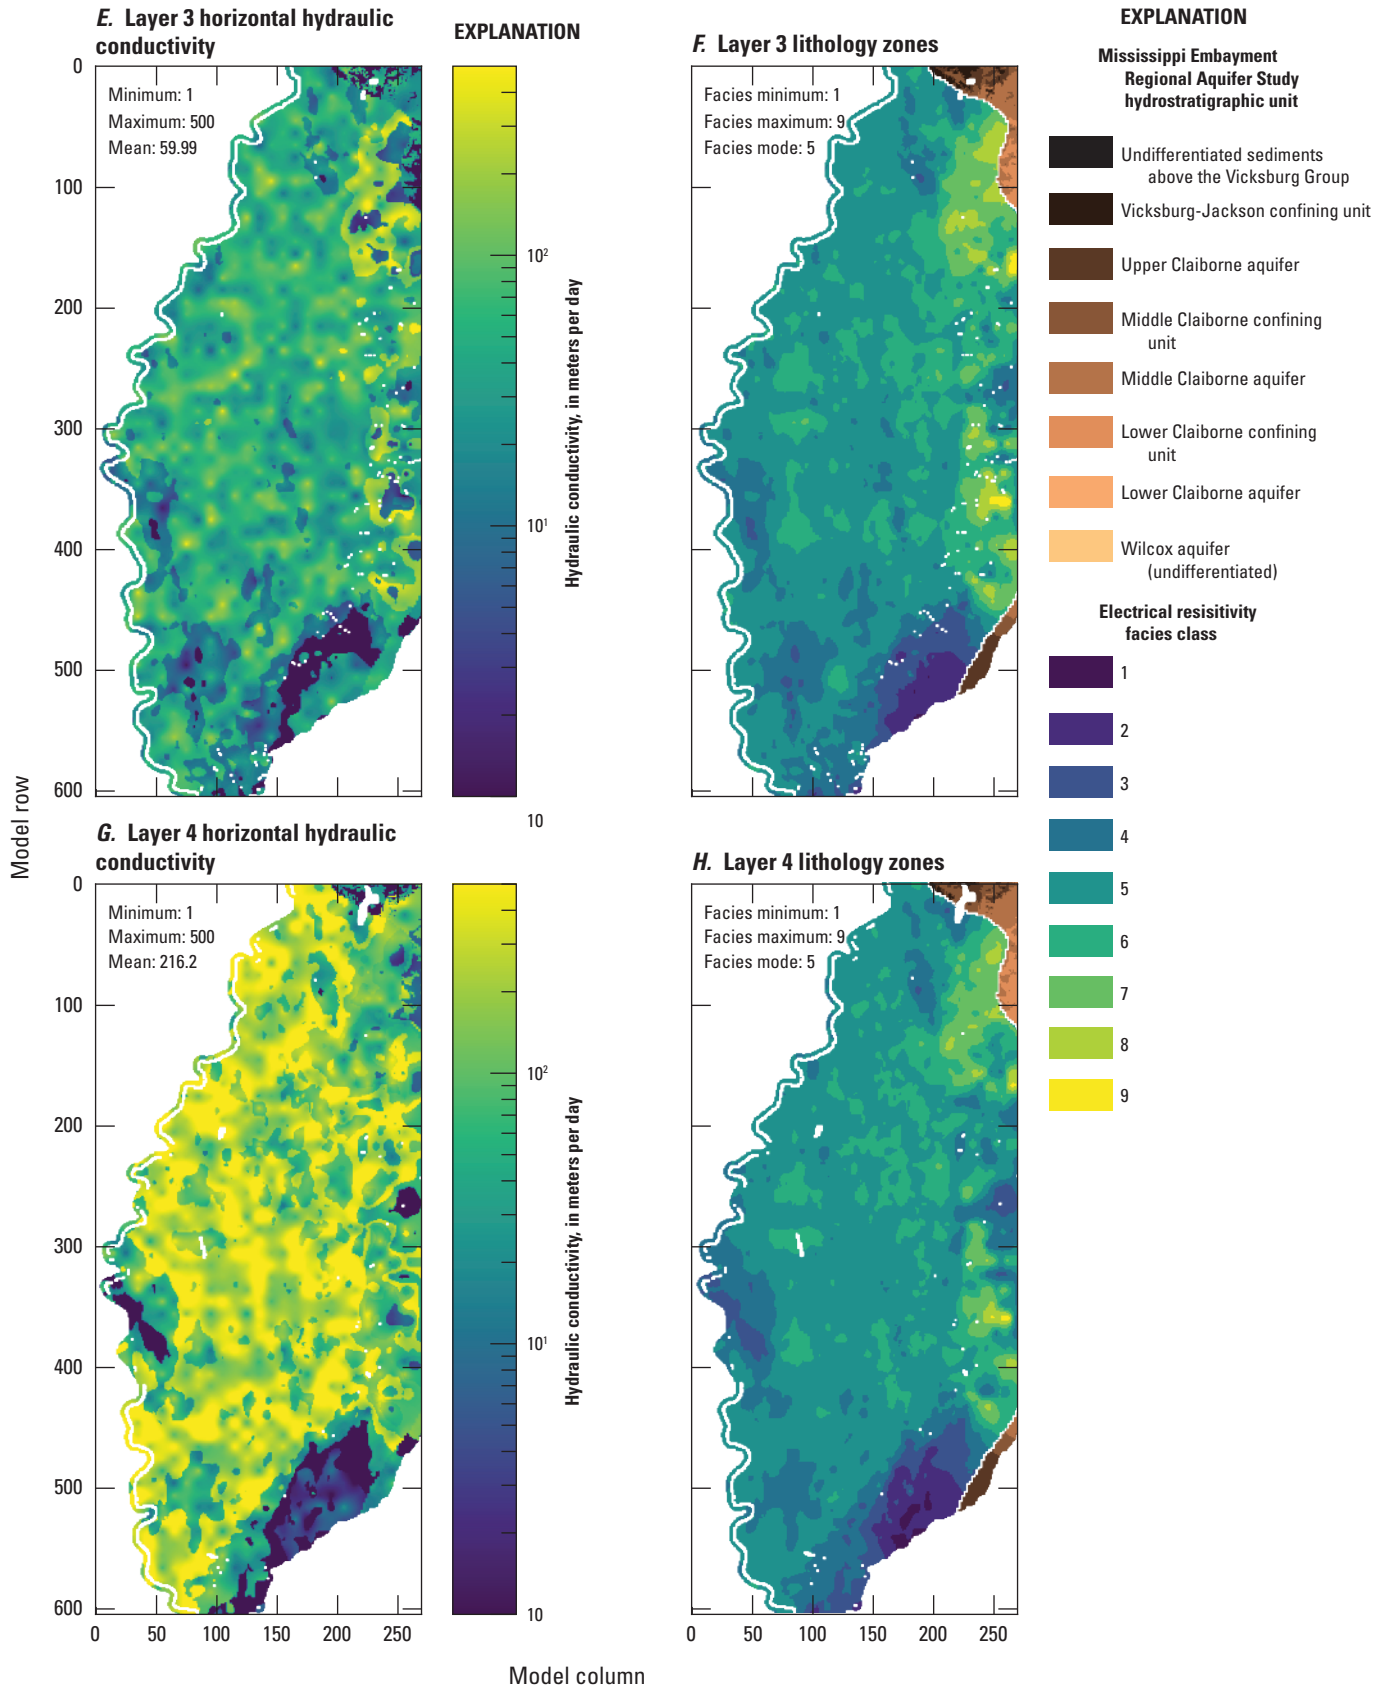 E. Layer 3 horizontal hydraulic
conductivity
EXPLANATION
Minimum: 1
Maximum: 500
Mean: 59.99
0
100
200
300
400
500
600
10²
10¹
10
Hydraulic conductivity, in meters per day
F. Layer 3 lithology zones
Facies minimum: 1
Facies maximum: 9
Facies mode: 5
EXPLANATION
Mississippi Embayment
Regional Aquifer Study
hydrostratigraphic unit
Undifferentiated sediments
above the Vicksburg Group
Vicksburg-Jackson confining unit
Upper Claiborne aquifer
Middle Claiborne confining
unit
Middle Claiborne aquifer
Lower Claiborne confining
unit
Lower Claiborne aquifer
Wilcox aquifer
(undifferentiated)
Electrical resisitivity
facies class
1
2
3
4
5
6
7
8
9
Model row
G. Layer 4 horizontal hydraulic
conductivity
Minimum: 1
Maximum: 500
Mean: 216.2
0
100
200
300
400
500
600
0 50 100 150 200 250
10²
10¹
10
Hydraulic conductivity, in meters per day
H. Layer 4 lithology zones
Facies minimum: 1
Facies maximum: 9
Facies mode: 5
0 50 100 150 200 250
Model column